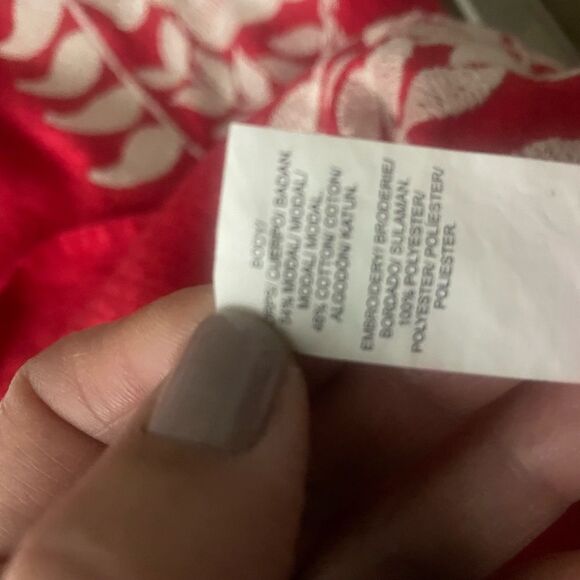 BODY/
CUERPO/ BADAN
54% MODAL/ MODAL/
MODAL/ MODAL.
46% COTTON/ COTON/
ALGODÓN/ KATUN.
EMBROIDERY/ BRODERIE/
BORDADO/ SULAMAN.
100% POLYESTER/
POLYESTER/ POLIÉSTER/
POLIESTER.